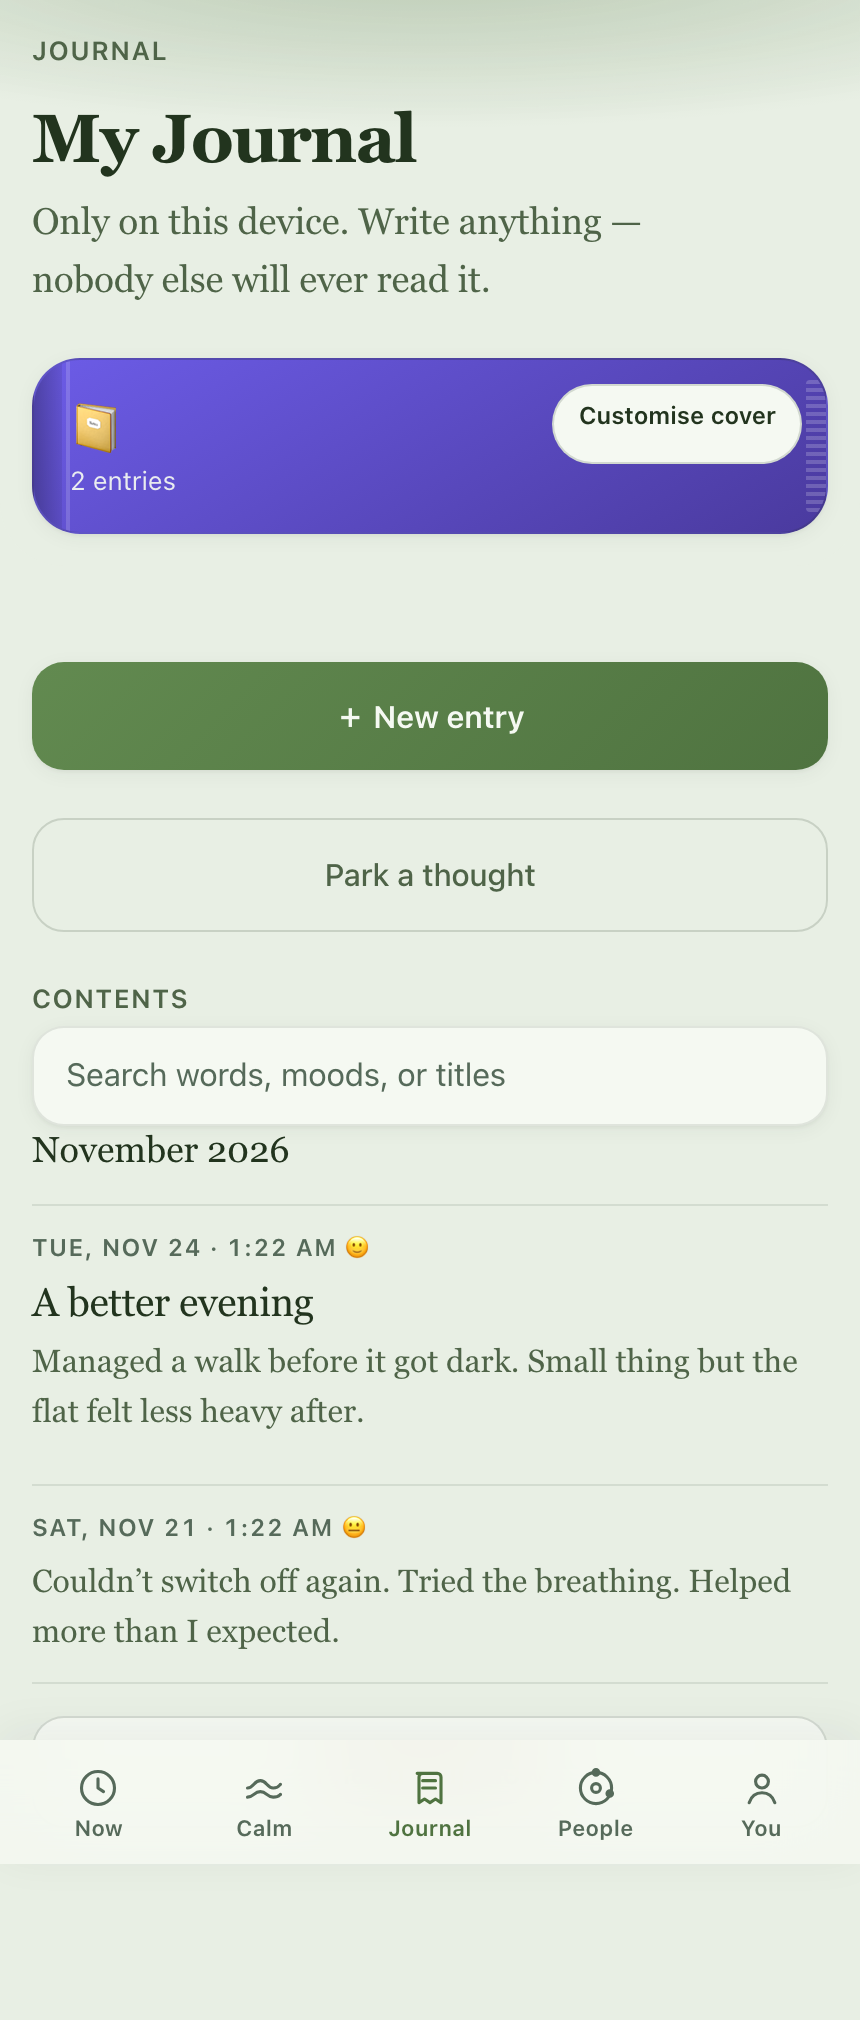 JOURNAL
My Journal
Only on this device. Write anything —
nobody else will ever read it.
Customise cover
2 entries
+ New entry
Park a thought
CONTENTS
Search words, moods, or titles
November 2026
TUE, NOV 24 · 1:22 AM 🙂
A better evening
Managed a walk before it got dark. Small thing but the
flat felt less heavy after.
SAT, NOV 21 · 1:22 AM 😐
Couldn’t switch off again. Tried the breathing. Helped
more than I expected.
Now
Calm
Journal
People
You